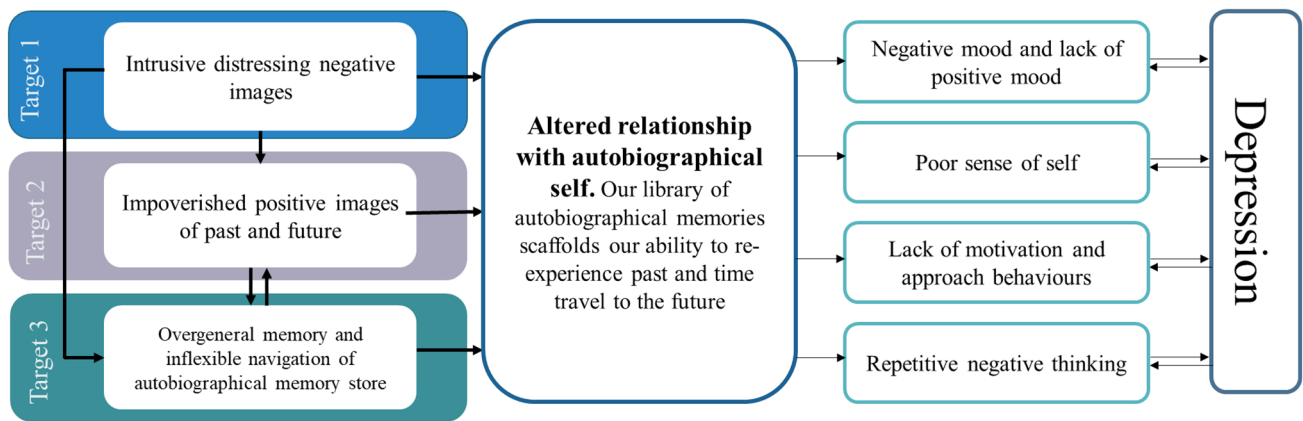 Target 1
Intrusive distressing negative
images
Target 2
Impoverished positive images
of past and future
Target 3
Overgeneral memory and
inflexible navigation of
autobiographical memory store
Altered relationship
with autobiographical
self. Our library of
autobiographical memories
scaffolds our ability to re-
experience past and time
travel to the future
Negative mood and lack of
positive mood
Poor sense of self
Lack of motivation and
approach behaviours
Repetitive negative thinking
Depression